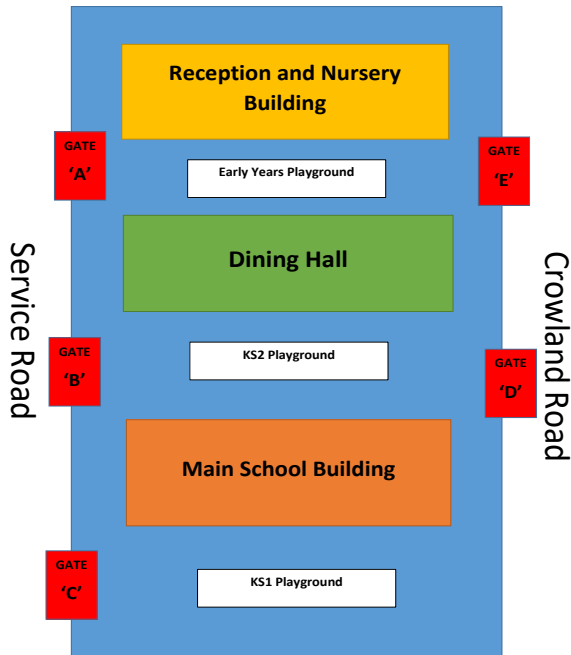 Reception and Nursery
Building
GATE
‘A’
Early Years Playground
GATE
‘E’
Dining Hall
Service Road
Crowland Road
GATE
‘B’
KS2 Playground
GATE
‘D’
Main School Building
GATE
‘C’
KS1 Playground